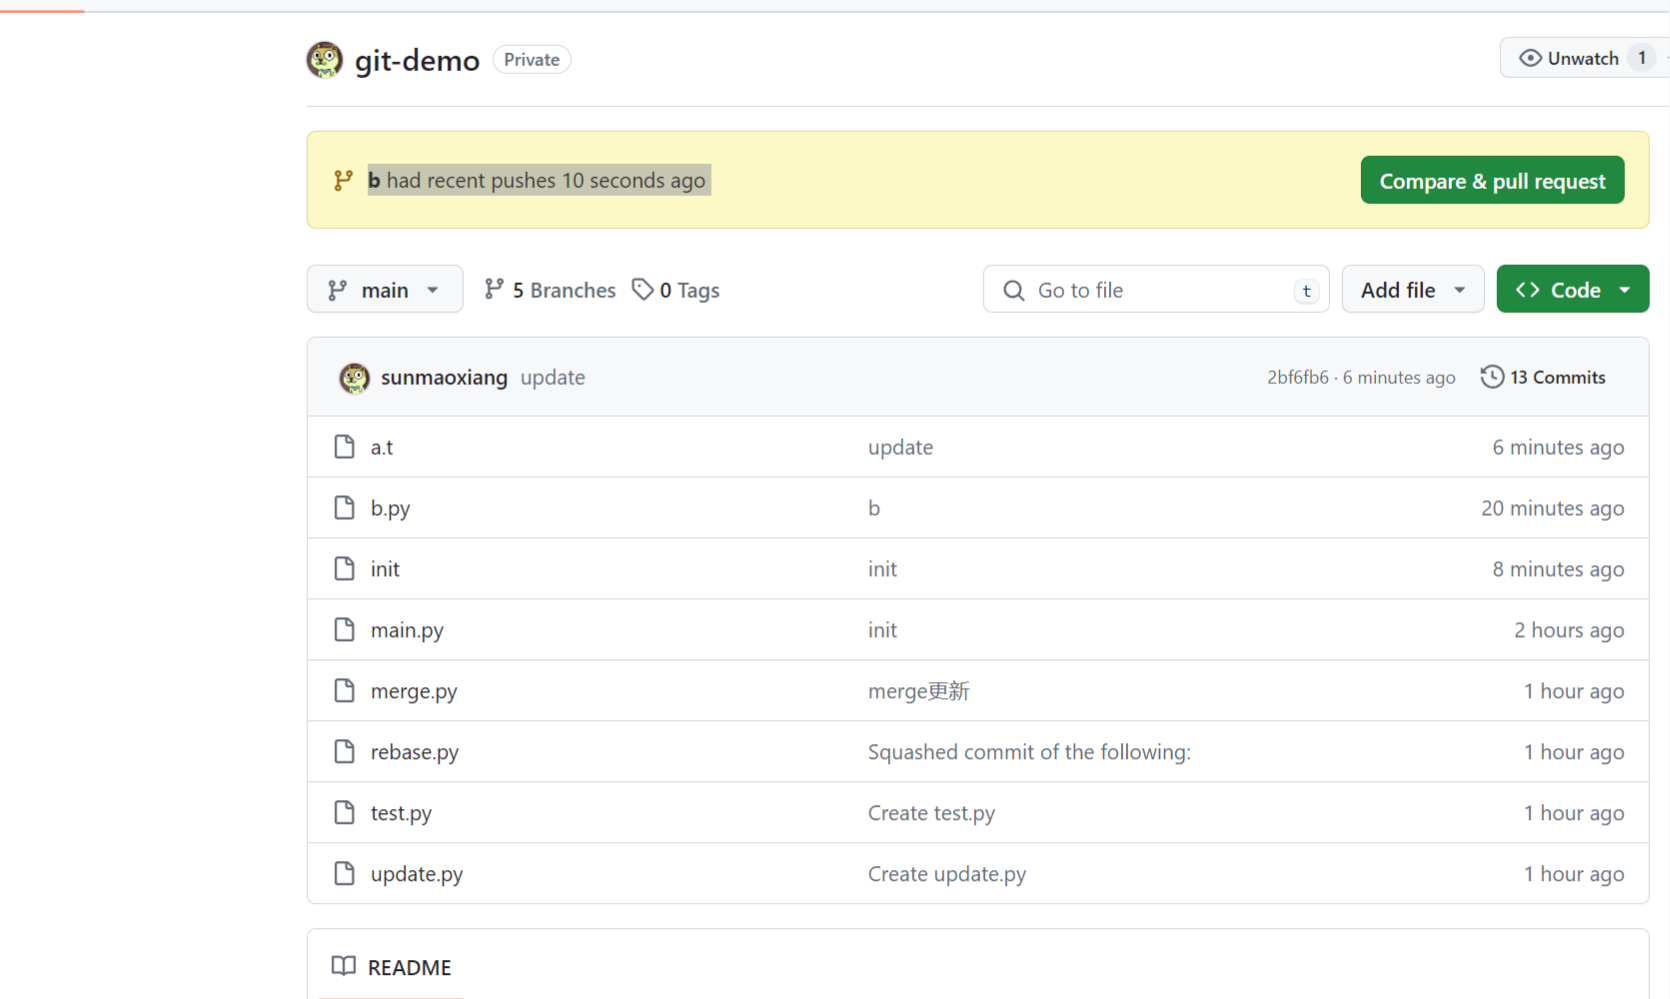 git-demo Private
Unwatch 1
b had recent pushes 10 seconds ago
Compare & pull request
main 5 Branches 0 Tags Go to file t Add file Code
sunmaoxiang update 2bf6fb6 · 6 minutes ago 13 Commits
a.t update 6 minutes ago
b.py b 20 minutes ago
init init 8 minutes ago
main.py init 2 hours ago
merge.py merge更新 1 hour ago
rebase.py Squashed commit of the following: 1 hour ago
test.py Create test.py 1 hour ago
update.py Create update.py 1 hour ago
README